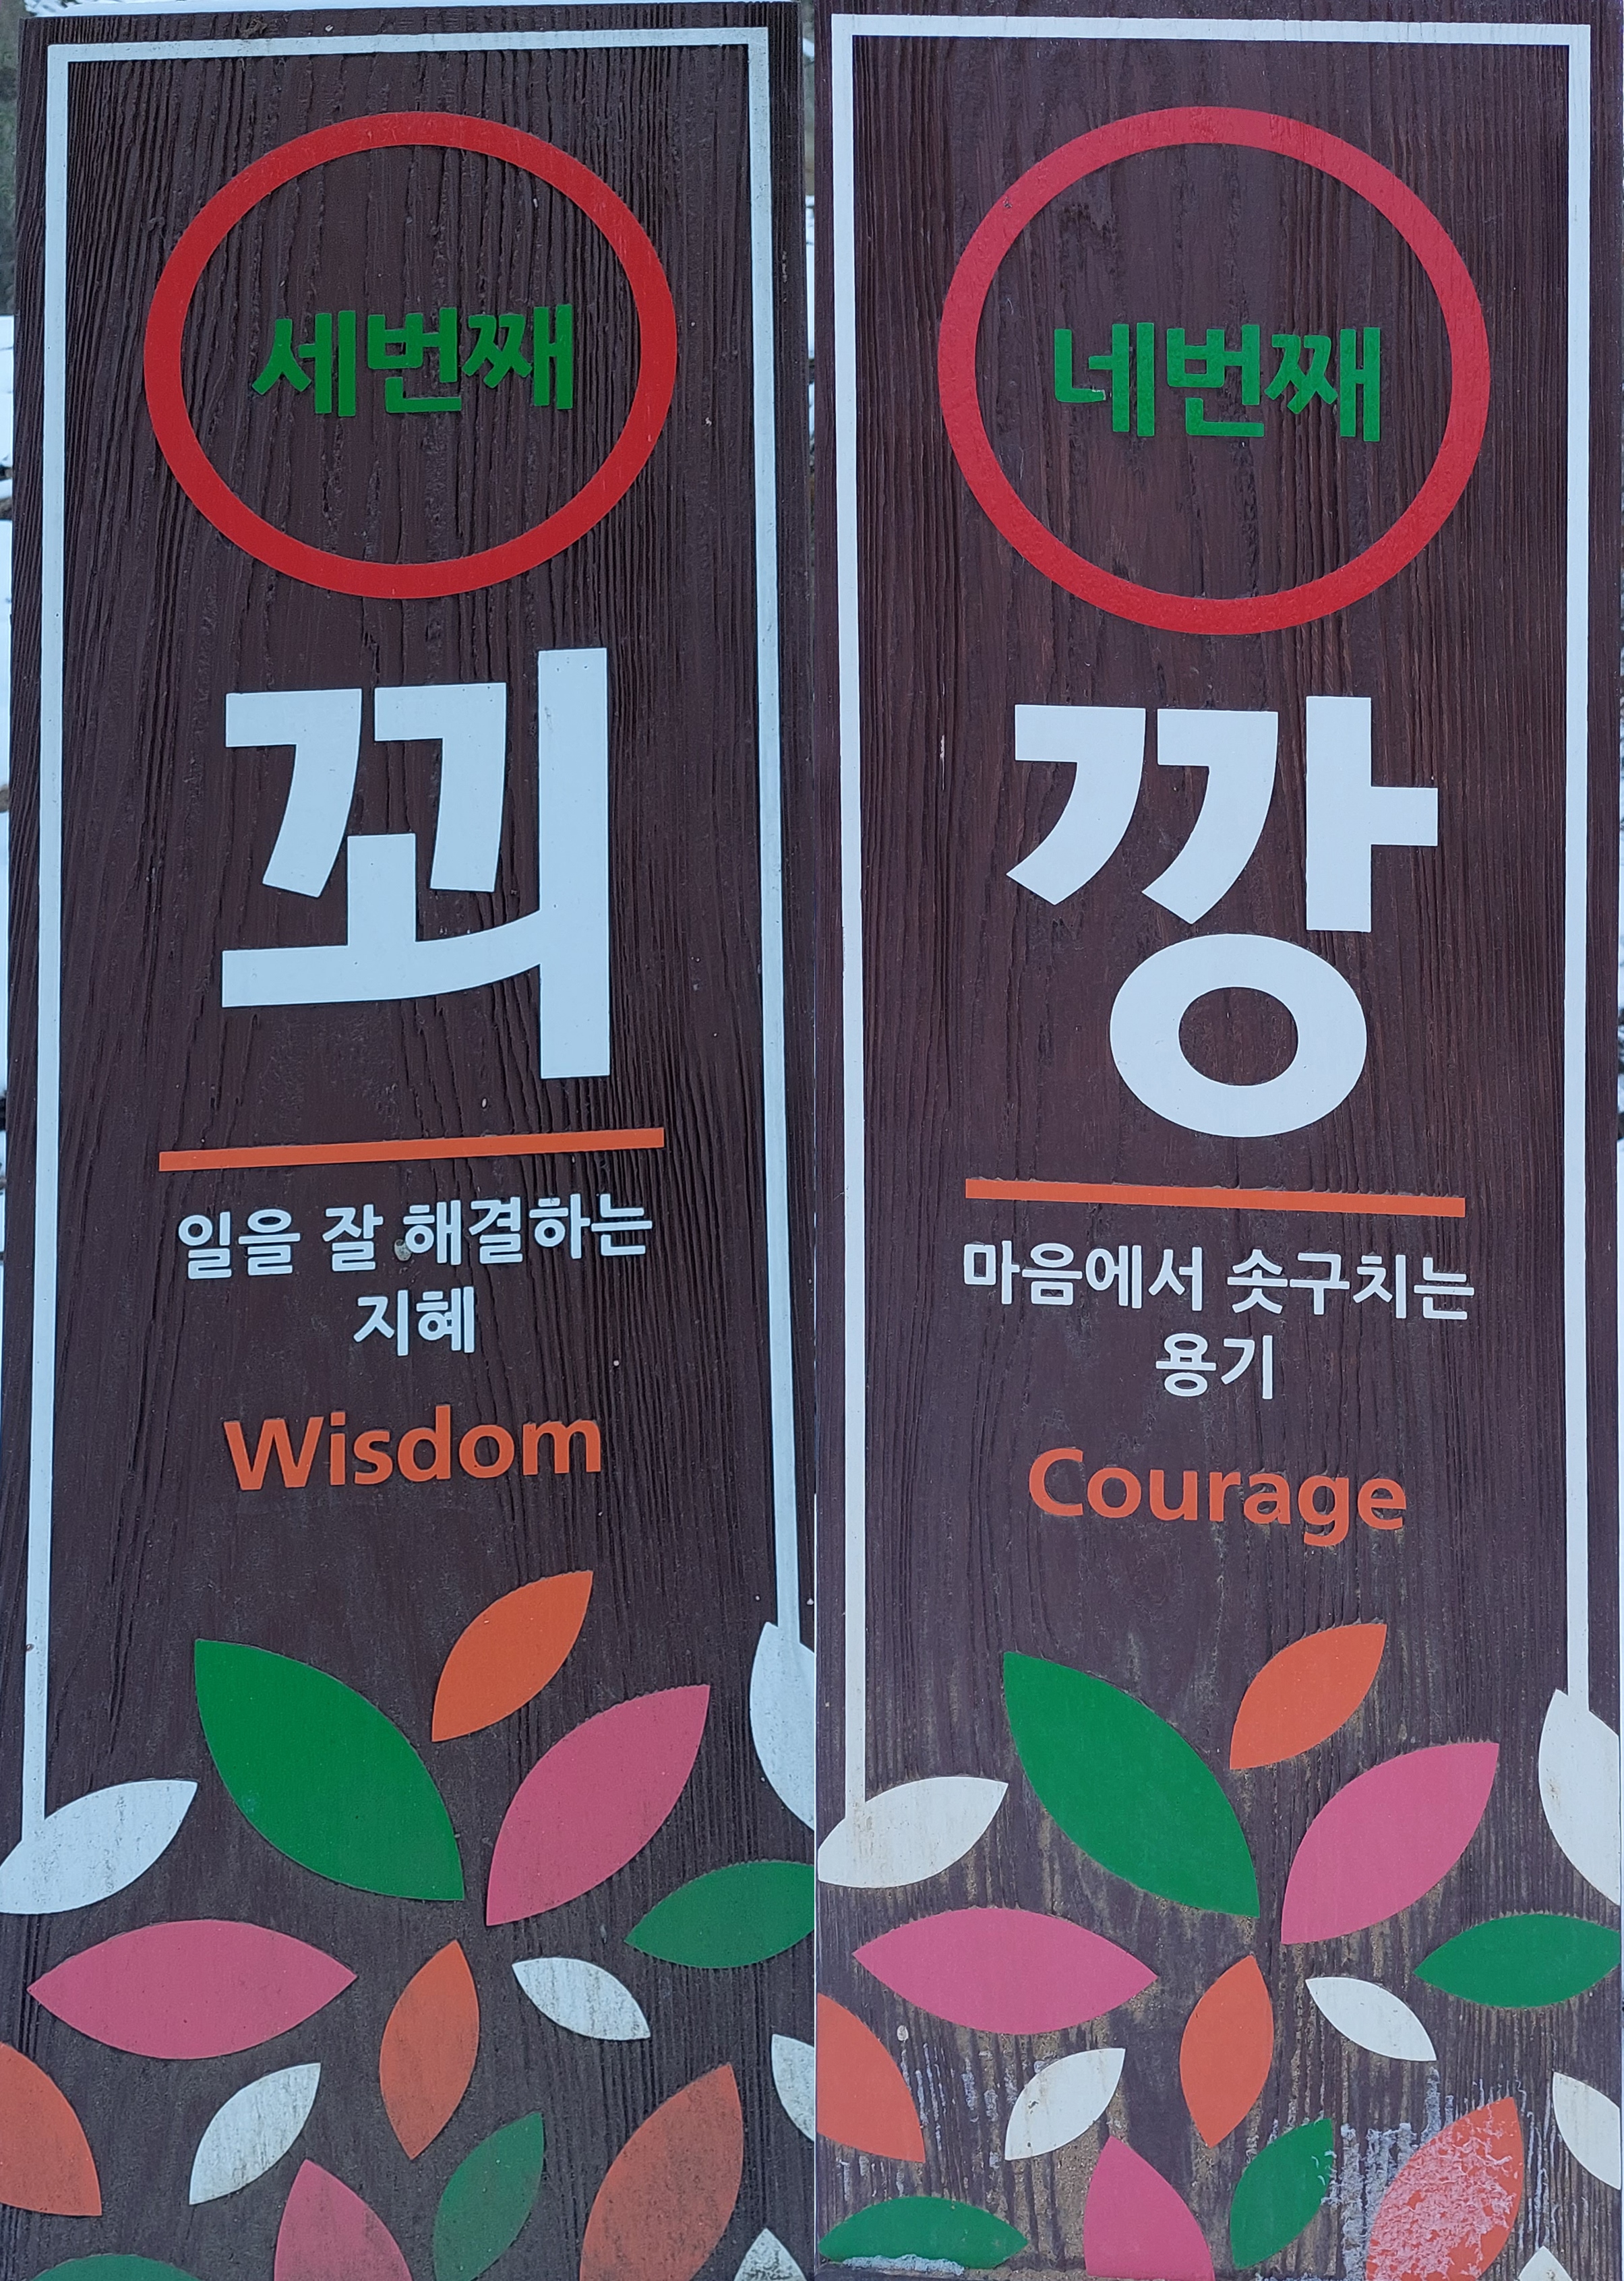 세번째
꾀
일을 잘 해결하는
지혜
Wisdom
네번째
깡
마음에서 솟구치는
용기
Courage